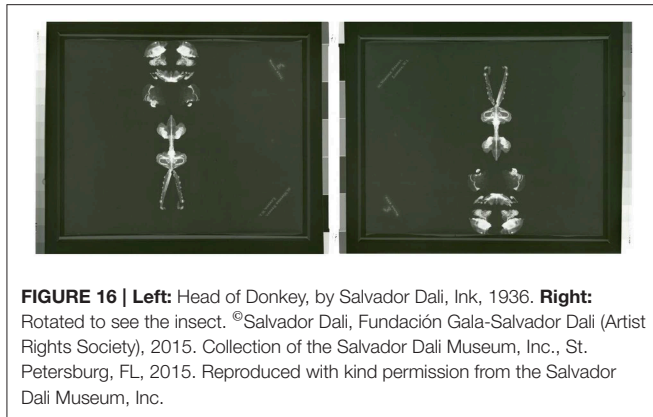 FIGURE 16 | Left: Head of Donkey, by Salvador Dali, Ink, 1936. Right:
Rotated to see the insect. ©Salvador Dali, Fundación Gala-Salvador Dali (Artist
Rights Society), 2015. Collection of the Salvador Dali Museum, Inc., St.
Petersburg, FL, 2015. Reproduced with kind permission from the Salvador
Dali Museum, Inc.